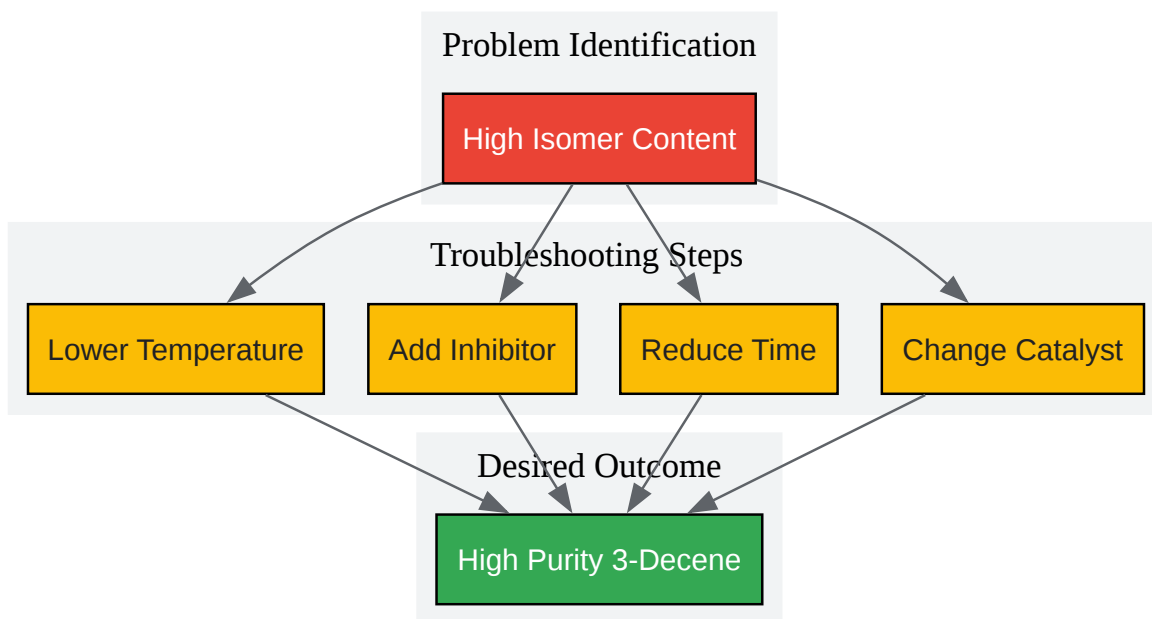 Problem Identification
High Isomer Content
Troubleshooting Steps
Lower Temperature
Add Inhibitor
Reduce Time
Change Catalyst
Desired Outcome
High Purity 3-Decene